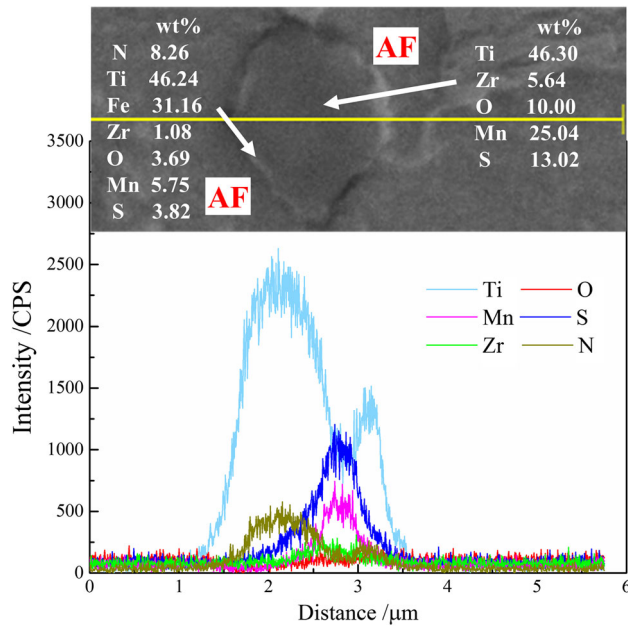 wt%
N 8.26
Ti 46.24
Fe 31.16
Zr 1.08
O 3.69
Mn 5.75
S 3.82
AF
AF
wt%
Ti 46.30
Zr 5.64
O 10.00
Mn 25.04
S 13.02
3500
3000
2500
2000
1500
1000
500
0
Intensity /CPS
Ti O
Mn S
Zr N
0 1 2 3 4 5 6
Distance /μm